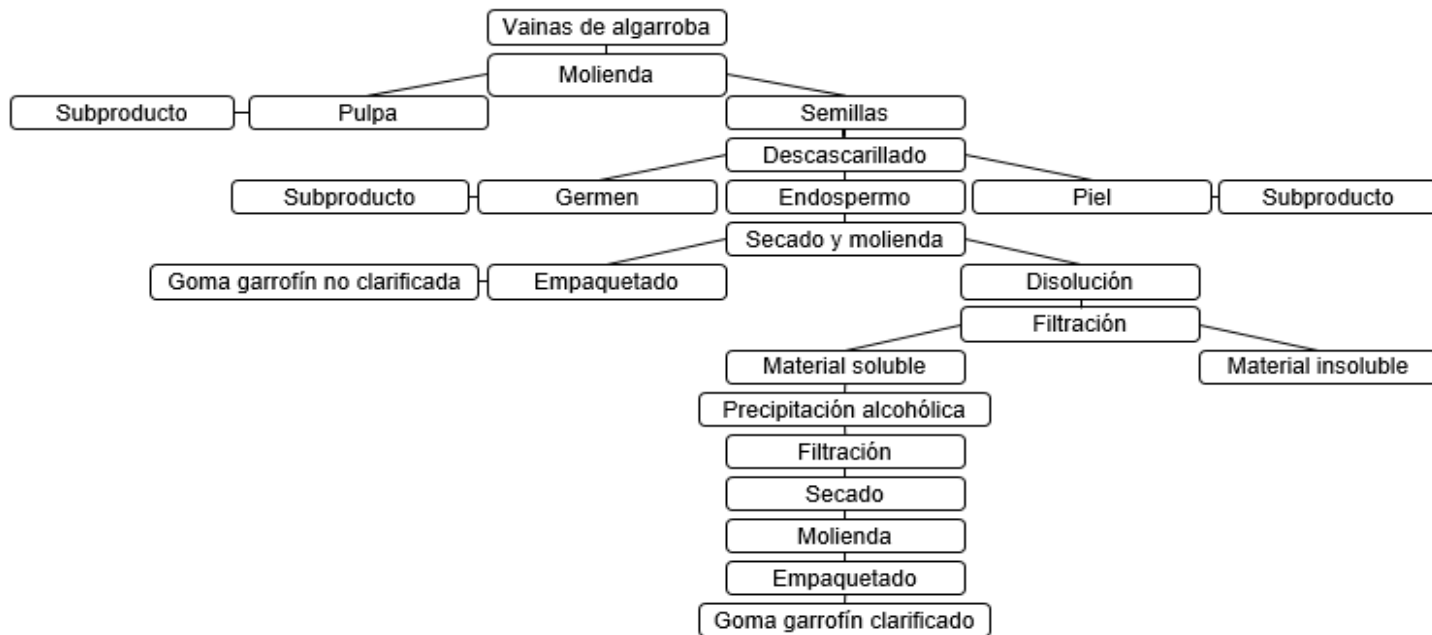 Vainas de algarroba
Molienda
Subproducto
Pulpa
Semillas
Descascarillado
Subproducto
Germen
Endospermo
Piel
Subproducto
Secado y molienda
Goma garrofín no clarificada
Empaquetado
Disolución
Filtración
Material soluble
Material insoluble
Precipitación alcohólica
Filtración
Secado
Molienda
Empaquetado
Goma garrofín clarificado